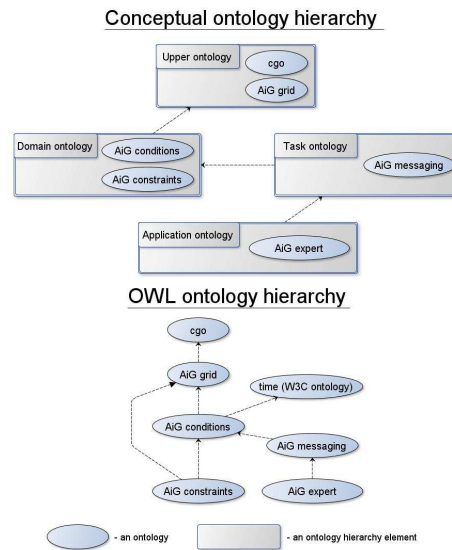 Conceptual ontology hierarchy
Upper ontology
cgo
AiG grid
Domain ontology
AiG conditions
AiG constraints
Task ontology
AiG messaging
Application ontology
AiG expert
OWL ontology hierarchy
cgo
AiG grid
time (W3C ontology)
AiG conditions
AiG messaging
AiG constraints
AiG expert
- an ontology
- an ontology hierarchy element